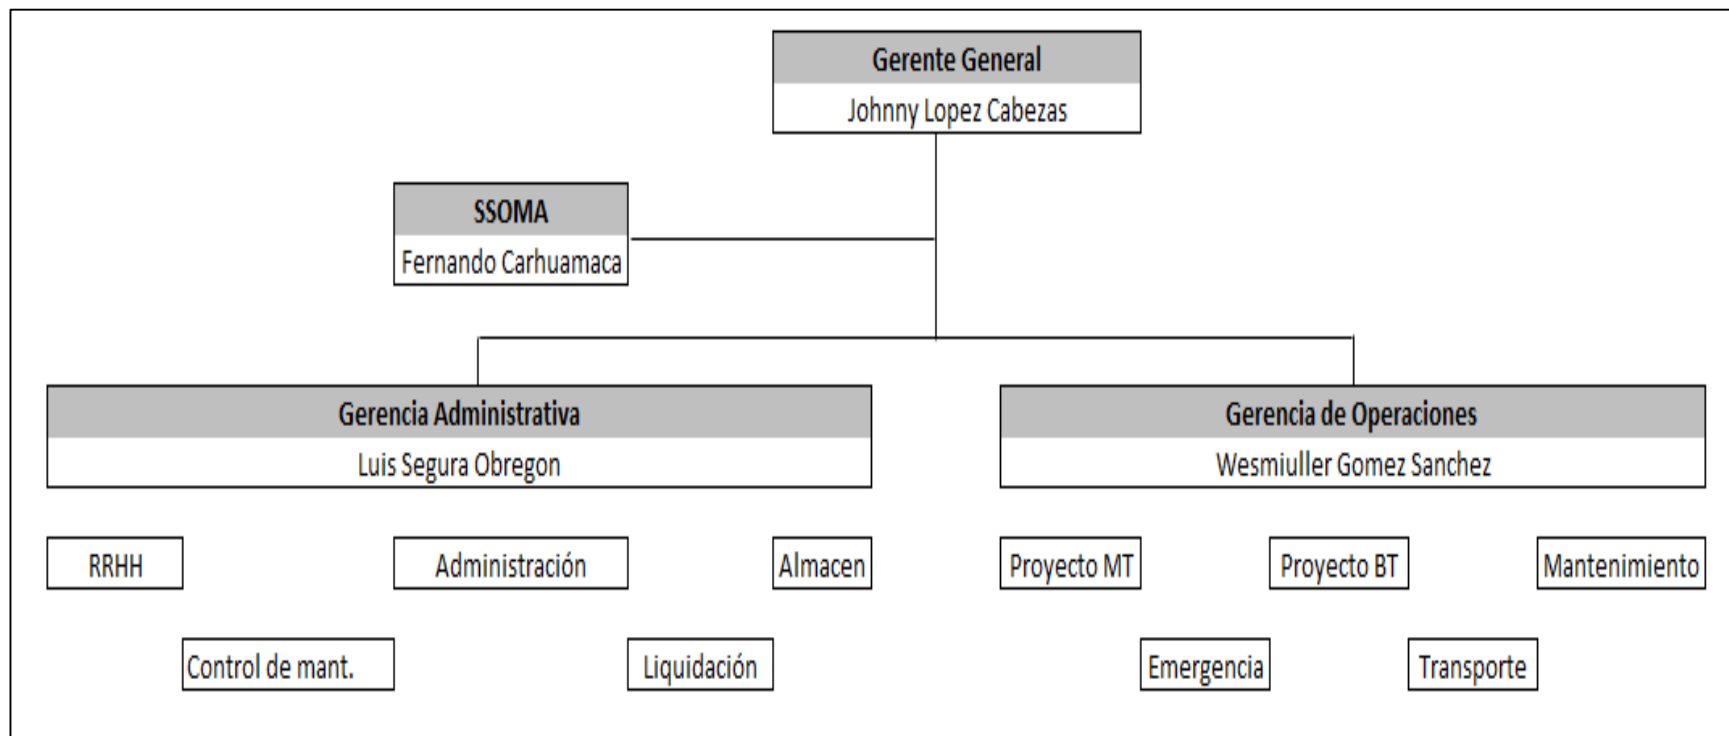 Gerente General
Johnny Lopez Cabezas
SSOMA
Fernando Carhuamaca
Gerencia Administrativa
Luis Segura Obregon
Gerencia de Operaciones
Wesmiuller Gomez Sanchez
RRHH
Administración
Almacen
Proyecto MT
Proyecto BT
Mantenimiento
Control de mant.
Liquidación
Emergencia
Transporte